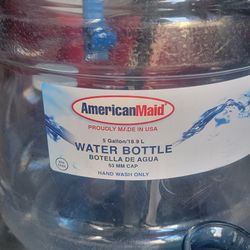 AmericanMaid
PROUDLY MADE IN USA
5 Gallon/18.9 L
WATER BOTTLE
BOTELLA DE AGUA
53 MM CAP
HAND WASH ONLY